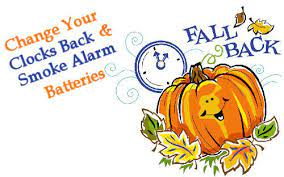 Change Your
Clocks Back &
Smoke Alarm
Batteries
FALL
BACK